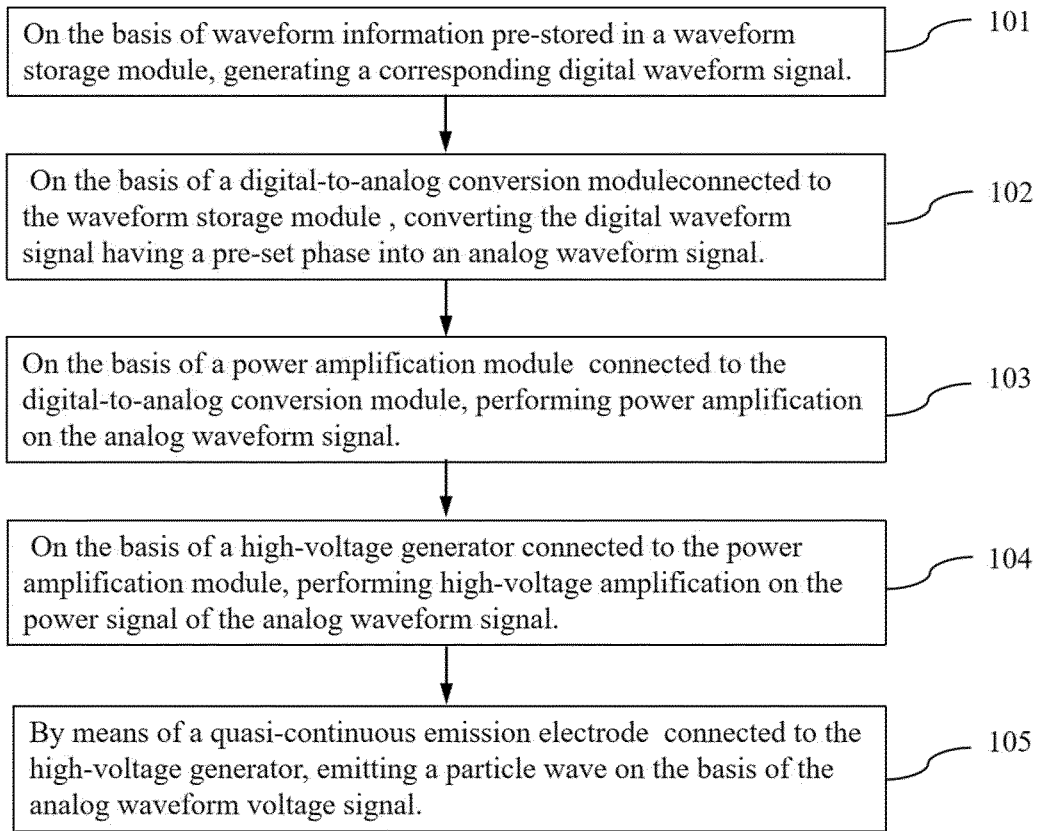 On the basis of waveform information pre-stored in a waveform
storage module, generating a corresponding digital waveform signal.
101
On the basis of a digital-to-analog conversion moduleconnected to
the waveform storage module , converting the digital waveform
signal having a pre-set phase into an analog waveform signal.
102
On the basis of a power amplification module connected to the
digital-to-analog conversion module, performing power amplification
on the analog waveform signal.
103
On the basis of a high-voltage generator connected to the power
amplification module, performing high-voltage amplification on the
power signal of the analog waveform signal.
104
By means of a quasi-continuous emission electrode connected to the
high-voltage generator, emitting a particle wave on the basis of the
analog waveform voltage signal.
105